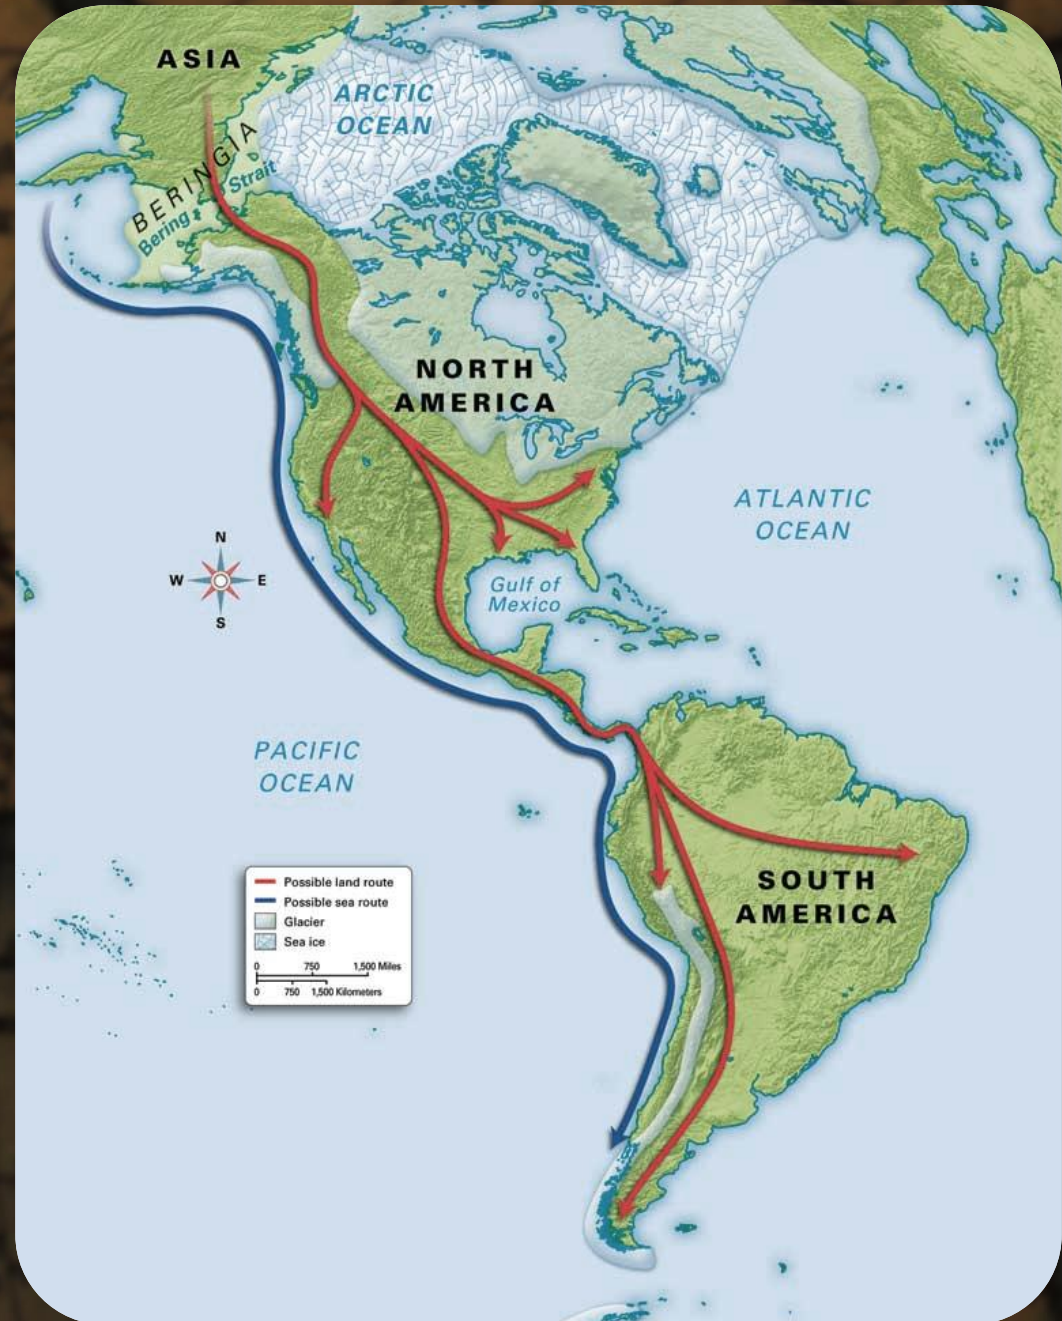 ASIA
ARCTIC
OCEAN
BERINGIA
Bering Strait
NORTH
AMERICA
ATLANTIC
OCEAN
N
W
E
S
Gulf of
Mexico
PACIFIC
OCEAN
SOUTH
AMERICA
Possible land route
Possible sea route
Glacier
Sea ice
0 750 1,500 Miles
0 750 1,500 Kilometers